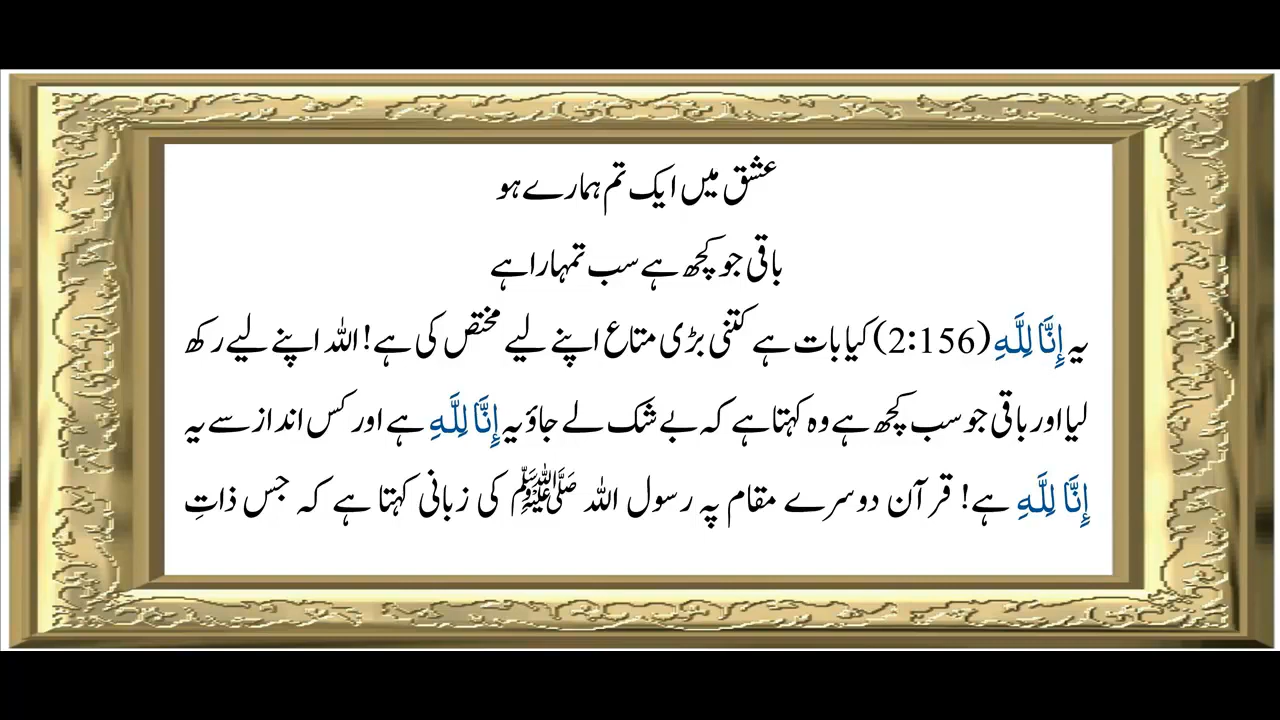 عشق میں ایک تم ہمارے ہو
باقی جو کچھ ہے سب تمہارا ہے
یہ إِنَّا لِلَّهِ (2:156) کیا بات ہے کتنی بڑی متاع اپنے لیے مختص کی ہے! اللہ اپنے لیے رکھ
لیا اور باقی جو سب کچھ ہے وہ کہتا ہے کہ بے شک لے جاؤ یہ إِنَّا لِلَّهِ ہے اور کس انداز سے یہ
إِنَّا لِلَّهِ ہے! قرآن دوسرے مقام پہ رسول اللہ ﷺ کی زبانی کہتا ہے کہ جس ذاتِ